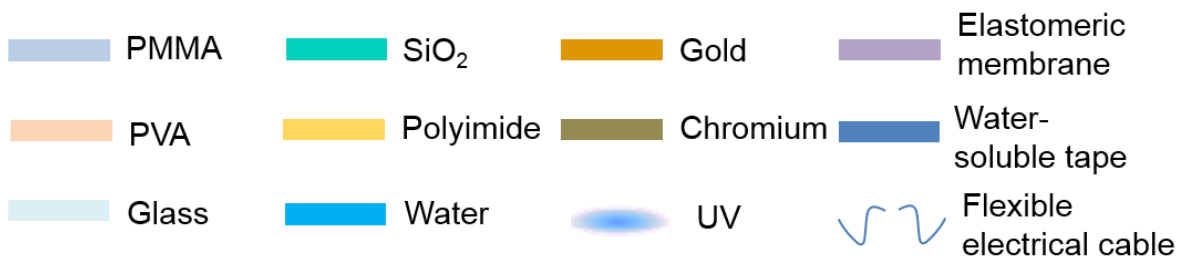 PMMA
SiO₂
Gold
Elastomeric
membrane
PVA
Polyimide
Chromium
Water-
soluble tape
Glass
Water
UV
Flexible
electrical cable